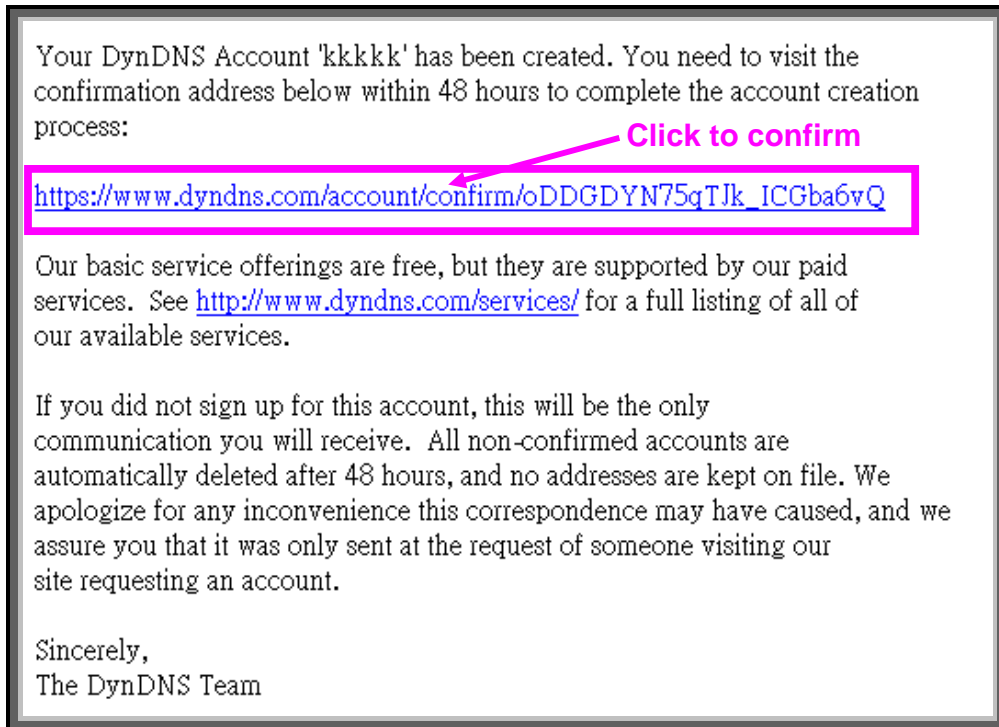 Your DynDNS Account 'kkkkk' has been created. You need to visit the
confirmation address below within 48 hours to complete the account creation
process:
Click to confirm
https://www.dyndns.com/account/confirm/oDDGDYN75qTJk_ICGba6vQ
Our basic service offerings are free, but they are supported by our paid
services.  See http://www.dyndns.com/services/ for a full listing of all of
our available services.
If you did not sign up for this account, this will be the only
communication you will receive.  All non-confirmed accounts are
automatically deleted after 48 hours, and no addresses are kept on file. We
apologize for any inconvenience this correspondence may have caused, and we
assure you that it was only sent at the request of someone visiting our
site requesting an account.
Sincerely,
The DynDNS Team